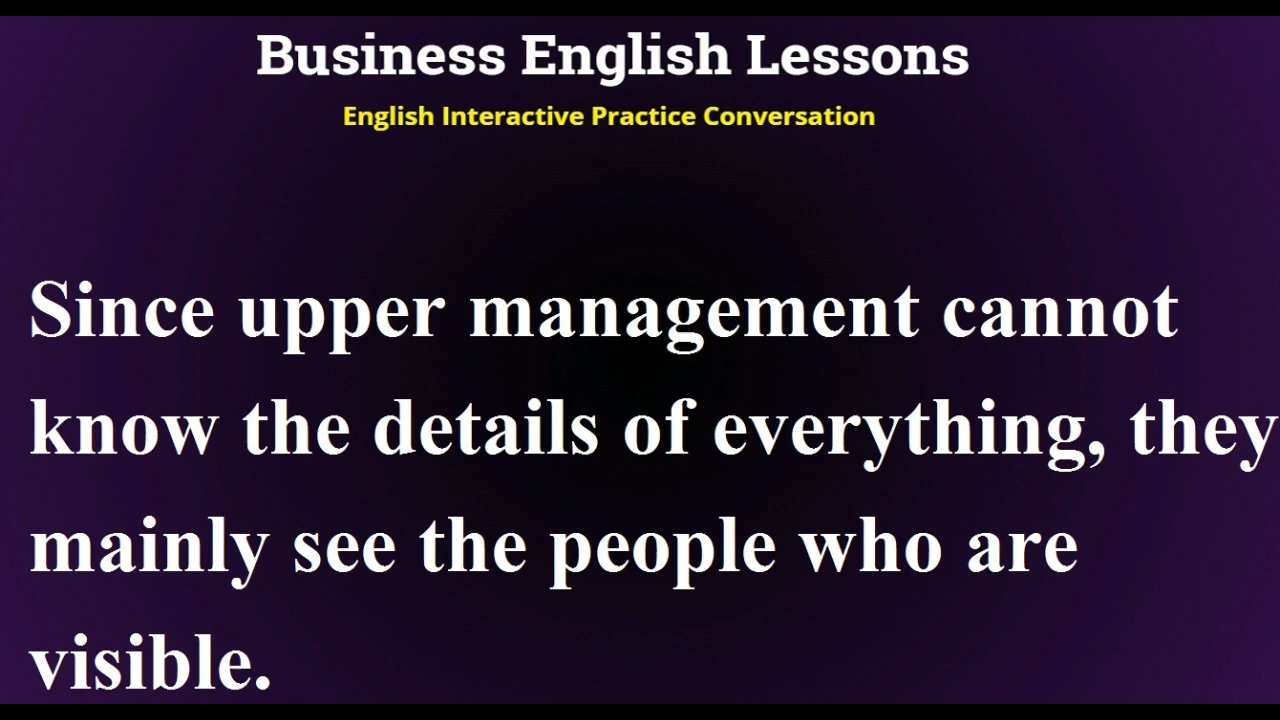 Business English Lessons
English Interactive Practice Conversation
Since upper management cannot
know the details of everything, they
mainly see the people who are
visible.